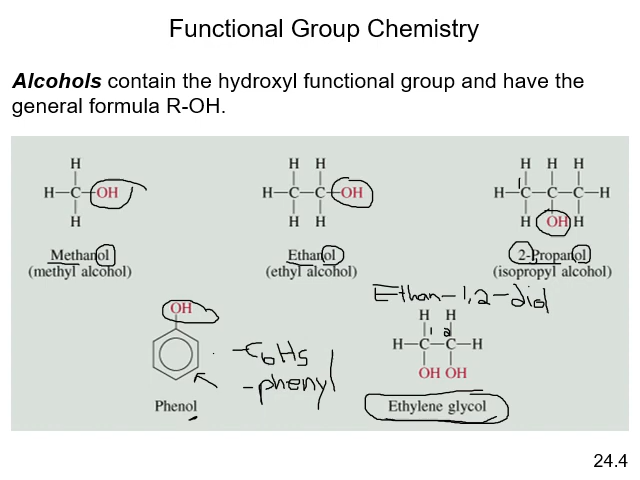 Functional Group Chemistry
Alcohols contain the hydroxyl functional group and have the
general formula R-OH.
H H H H H H
H—C—OH H—C—C—OH H—C—C—C—H
H H H H OH H
Methanol Ethanol 2-Propanol
(methyl alcohol) (ethyl alcohol) (isopropyl alcohol)
Ethan-1,2-diol
OH H H
1 2
H—C—C—H
-C6H5
OH OH
-phenyl
Phenol Ethylene glycol
24.4